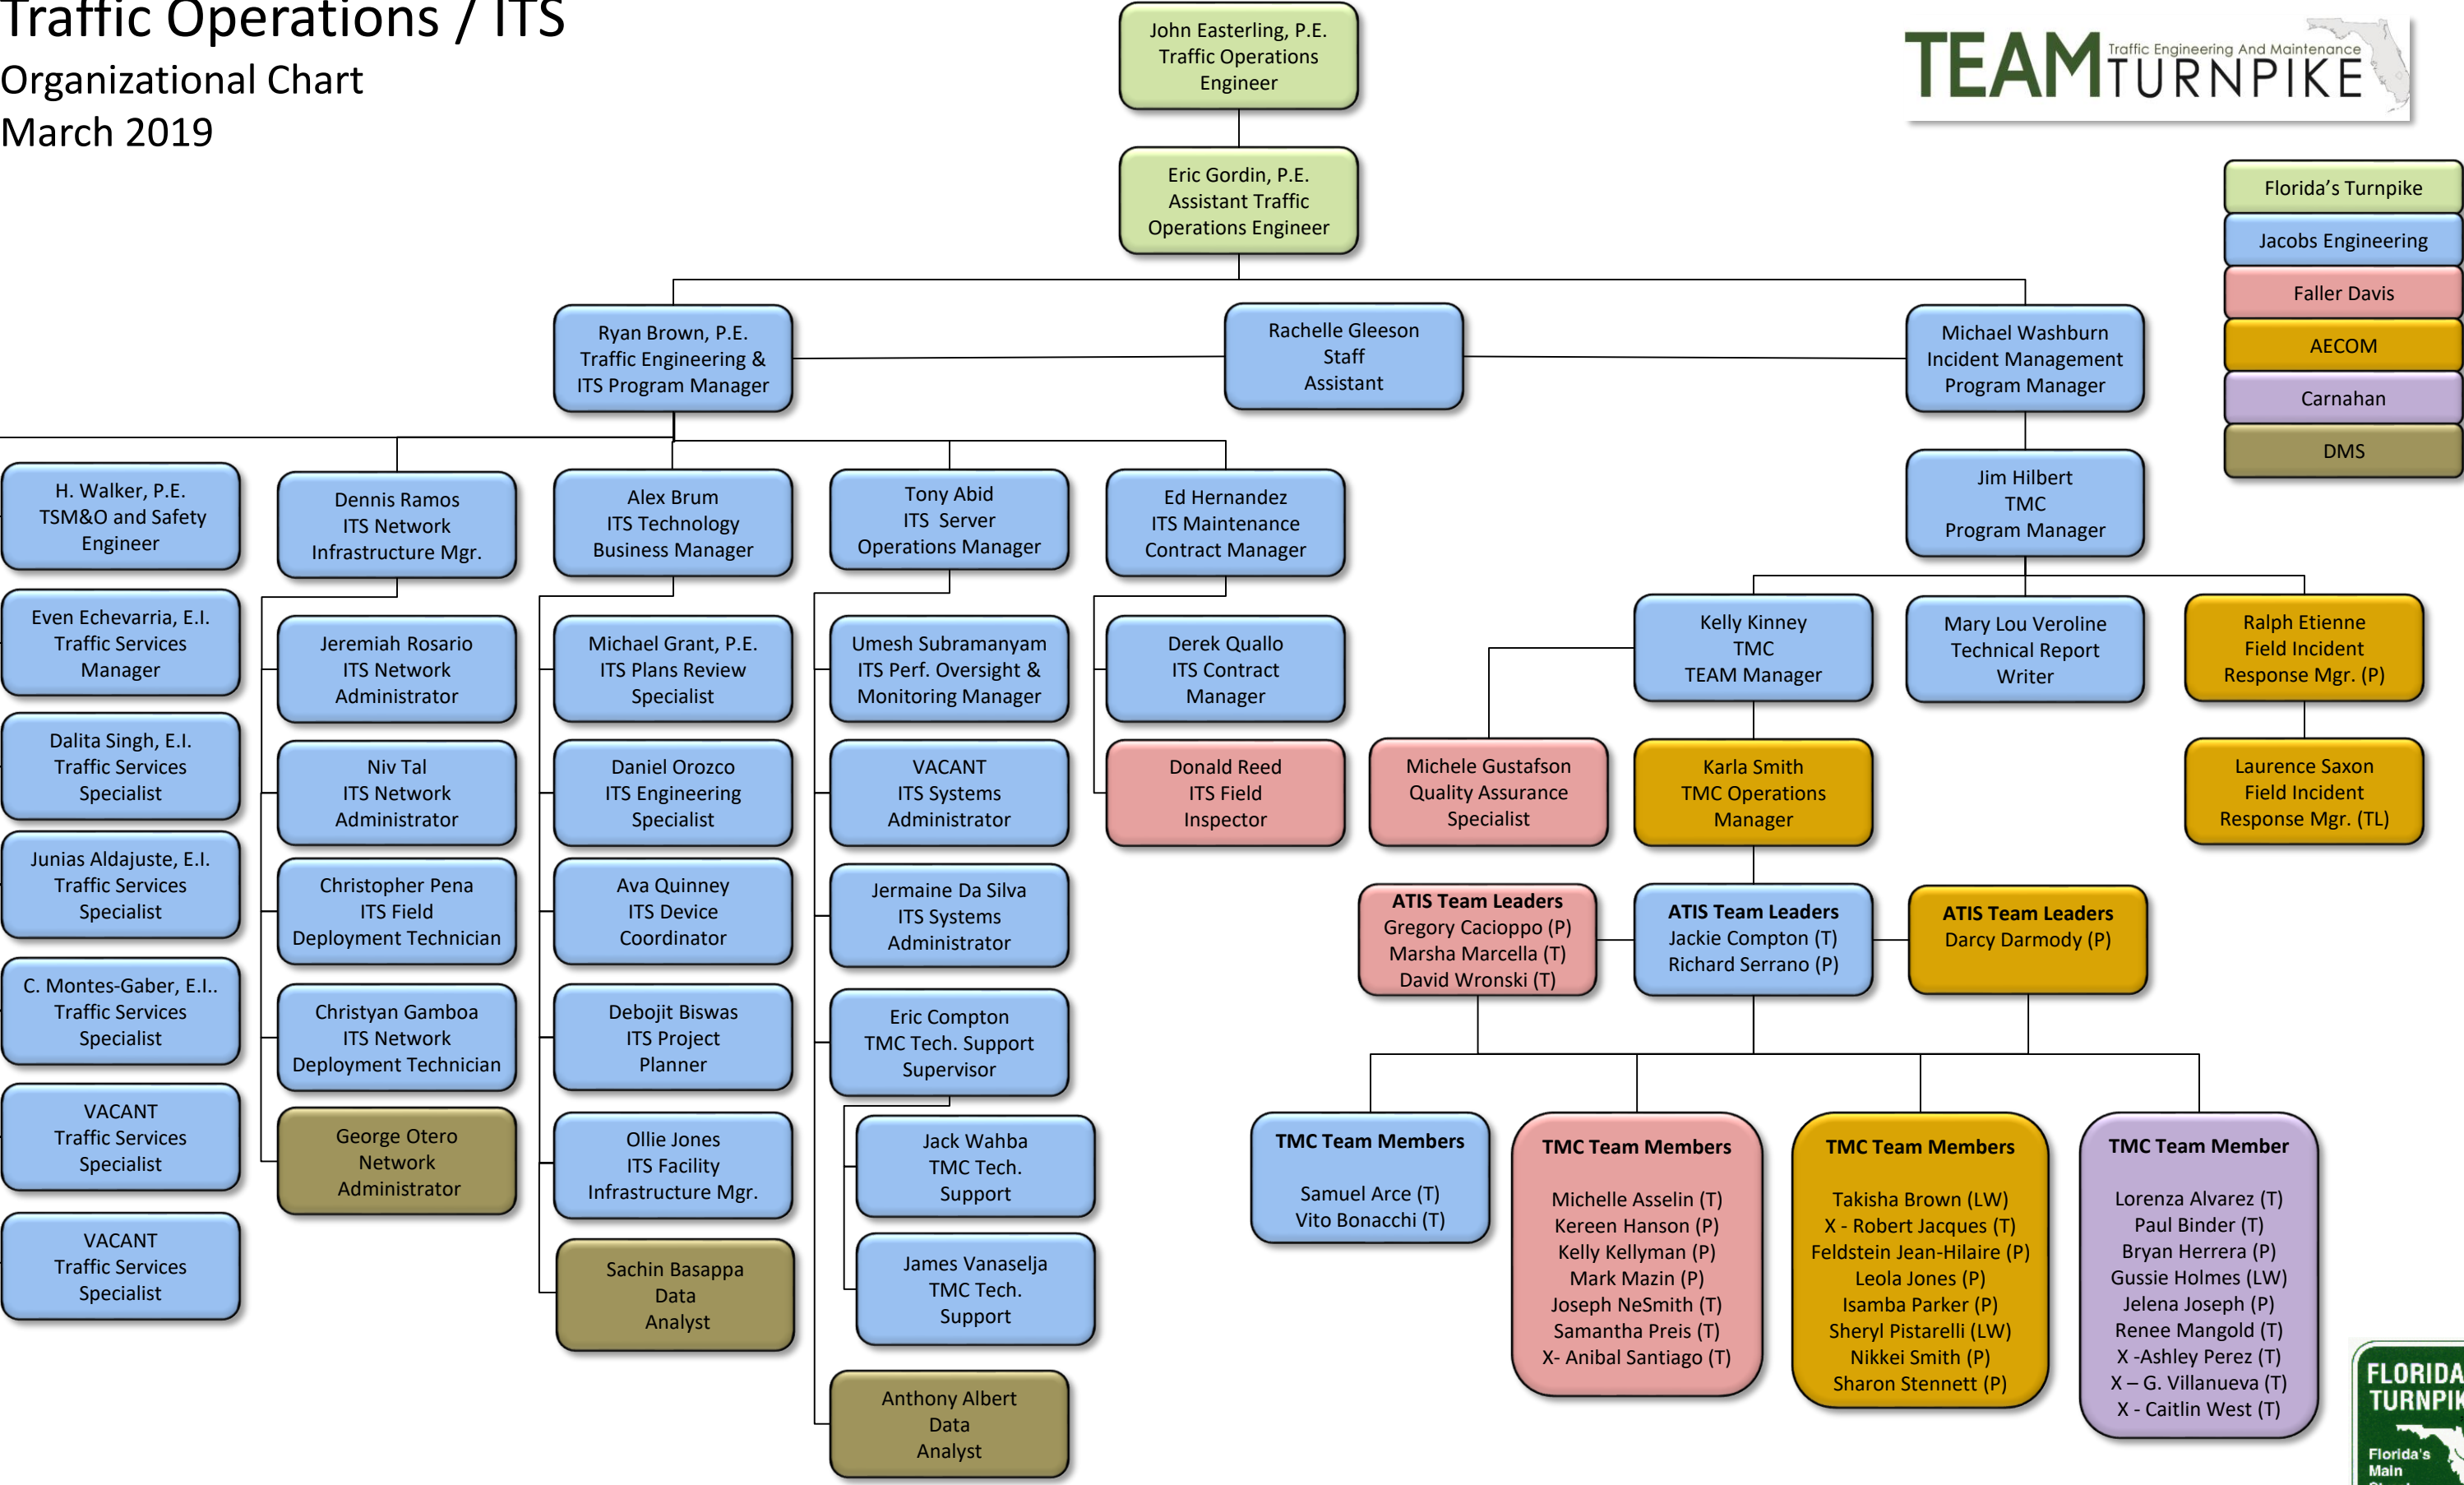 Traffic Operations / ITS
Organizational Chart
March 2019
John Easterling, P.E.
Traffic Operations
Engineer
TEAM Traffic Engineering And Maintenance
TURNPIKE
Eric Gordin, P.E.
Assistant Traffic
Operations Engineer
Florida's Turnpike
Jacobs Engineering
Faller Davis
AECOM
Carnahan
DMS
Ryan Brown, P.E.
Traffic Engineering &
ITS Program Manager
Rachelle Gleeson
Staff
Assistant
Michael Washburn
Incident Management
Program Manager
H. Walker, P.E.
TSM&O and Safety
Engineer
Even Echevarria, E.I.
Traffic Services
Manager
Dalita Singh, E.I.
Traffic Services
Specialist
Junias Aldajuste, E.I.
Traffic Services
Specialist
C. Montes-Gaber, E.I..
Traffic Services
Specialist
VACANT
Traffic Services
Specialist
VACANT
Traffic Services
Specialist
Dennis Ramos
ITS Network
Infrastructure Mgr.
Jeremiah Rosario
ITS Network
Administrator
Niv Tal
ITS Network
Administrator
Christopher Pena
ITS Field
Deployment Technician
Christyan Gamboa
ITS Network
Deployment Technician
George Otero
Network
Administrator
Alex Brum
ITS Technology
Business Manager
Michael Grant, P.E.
ITS Plans Review
Specialist
Daniel Orozco
ITS Engineering
Specialist
Ava Quinney
ITS Device
Coordinator
Debojit Biswas
ITS Project
Planner
Ollie Jones
ITS Facility
Infrastructure Mgr.
Sachin Basappa
Data
Analyst
Tony Abid
ITS  Server
Operations Manager
Umesh Subramanyam
ITS Perf. Oversight &
Monitoring Manager
VACANT
ITS Systems
Administrator
Jermaine Da Silva
ITS Systems
Administrator
Eric Compton
TMC Tech. Support
Supervisor
Jack Wahba
TMC Tech.
Support
James Vanaselja
TMC Tech.
Support
Anthony Albert
Data
Analyst
Ed Hernandez
ITS Maintenance
Contract Manager
Derek Quallo
ITS Contract
Manager
Donald Reed
ITS Field
Inspector
Jim Hilbert
TMC
Program Manager
Kelly Kinney
TMC
TEAM Manager
Mary Lou Veroline
Technical Report
Writer
Ralph Etienne
Field Incident
Response Mgr. (P)
Michele Gustafson
Quality Assurance
Specialist
Karla Smith
TMC Operations
Manager
Laurence Saxon
Field Incident
Response Mgr. (TL)
ATIS Team Leaders
Gregory Cacioppo (P)
Marsha Marcella (T)
David Wronski (T)
ATIS Team Leaders
Jackie Compton (T)
Richard Serrano (P)
ATIS Team Leaders
Darcy Darmody (P)
TMC Team Members
Samuel Arce (T)
Vito Bonacchi (T)
TMC Team Members
Michelle Asselin (T)
Kereen Hanson (P)
Kelly Kellyman (P)
Mark Mazin (P)
Joseph NeSmith (T)
Samantha Preis (T)
X- Anibal Santiago (T)
TMC Team Members
Takisha Brown (LW)
X - Robert Jacques (T)
Feldstein Jean-Hilaire (P)
Leola Jones (P)
Isamba Parker (P)
Sheryl Pistarelli (LW)
Nikkei Smith (P)
Sharon Stennett (P)
TMC Team Member
Lorenza Alvarez (T)
Paul Binder (T)
Bryan Herrera (P)
Gussie Holmes (LW)
Jelena Joseph (P)
Renee Mangold (T)
X -Ashley Perez (T)
X – G. Villanueva (T)
X - Caitlin West (T)
FLORIDA
TURNPIK
Florida's
Main